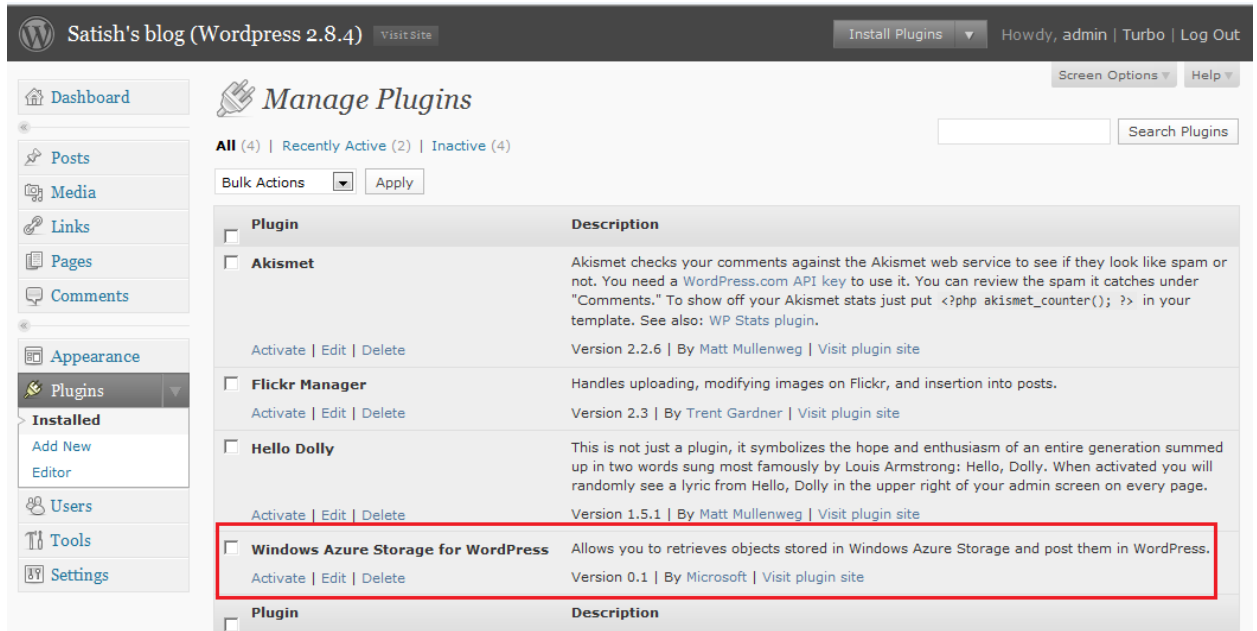 Satish's blog (Wordpress 2.8.4) Visit Site Install Plugins Howdy, admin | Turbo | Log Out
Screen Options Help
Dashboard
Posts
Media
Links
Pages
Comments
Appearance
Plugins
Installed
Add New
Editor
Users
Tools
Settings
Manage Plugins
Search Plugins
All (4) | Recently Active (2) | Inactive (4)
Bulk Actions Apply
Plugin Description
Akismet
Akismet checks your comments against the Akismet web service to see if they look like spam or
not. You need a WordPress.com API key to use it. You can review the spam it catches under
"Comments." To show off your Akismet stats just put <?php akismet_counter(); ?> in your
template. See also: WP Stats plugin.
Activate | Edit | Delete Version 2.2.6 | By Matt Mullenweg | Visit plugin site
Flickr Manager Handles uploading, modifying images on Flickr, and insertion into posts.
Activate | Edit | Delete Version 2.3 | By Trent Gardner | Visit plugin site
Hello Dolly
This is not just a plugin, it symbolizes the hope and enthusiasm of an entire generation summed
up in two words sung most famously by Louis Armstrong: Hello, Dolly. When activated you will
randomly see a lyric from Hello, Dolly in the upper right of your admin screen on every page.
Activate | Edit | Delete Version 1.5.1 | By Matt Mullenweg | Visit plugin site
Windows Azure Storage for WordPress Allows you to retrieves objects stored in Windows Azure Storage and post them in WordPress.
Activate | Edit | Delete Version 0.1 | By Microsoft | Visit plugin site
Plugin Description